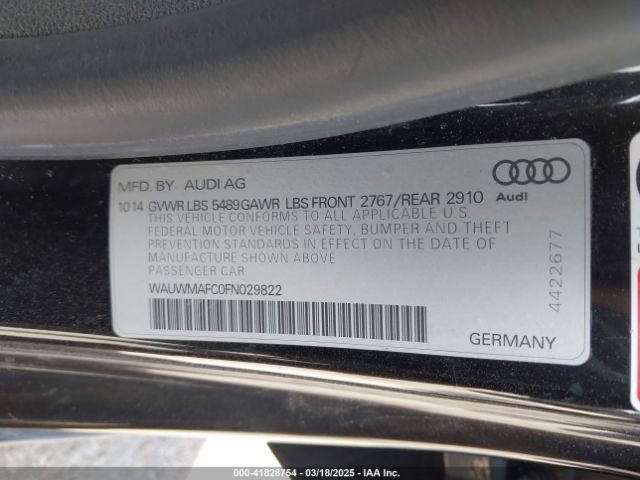 MFD. BY AUDI AG
Audi
10 14 GVWR LBS 5489GAWR LBS FRONT 2767/REAR 2910
THIS VEHICLE CONFORMS TO ALL APPLICABLE U S
FEDERAL MOTOR VEHICLE SAFETY, BUMPER AND THEFT
PREVENTION STANDARDS IN EFFECT ON THE DATE OF
MANUFACTURE SHOWN ABOVE
PASSENGER CAR
WAUWMAFC0FN029822
GERMANY
4422677
000-41828754 — 03/18/2025 — IAA Inc.